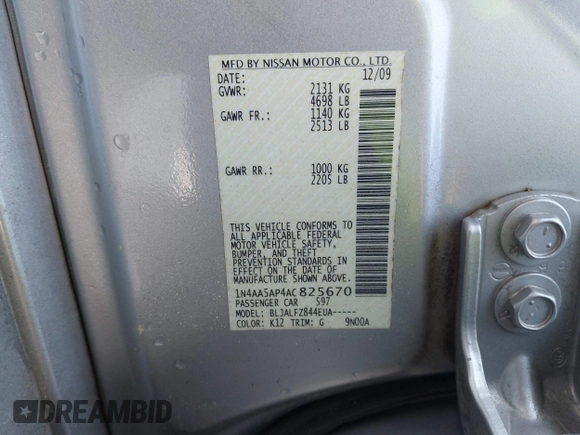 MFD BY NISSAN MOTOR CO., LTD.
DATE: 12/09
GVWR: 2131 KG
4698 LB
GAWR FR.: 1140 KG
2513 LB
GAWR RR.: 1000 KG
2205 LB
THIS VEHICLE CONFORMS TO
ALL APPLICABLE FEDERAL
MOTOR VEHICLE SAFETY,
BUMPER, AND THEFT
PREVENTION STANDARDS IN
EFFECT ON THE DATE OF
MANUFACTURE SHOWN ABOVE.
1N4AA5AP4AC825670
PASSENGER CAR 597
MODEL: BLJALFZ844EUA-----
COLOR: K12 TRIM: G 9N00A
DREAMBID